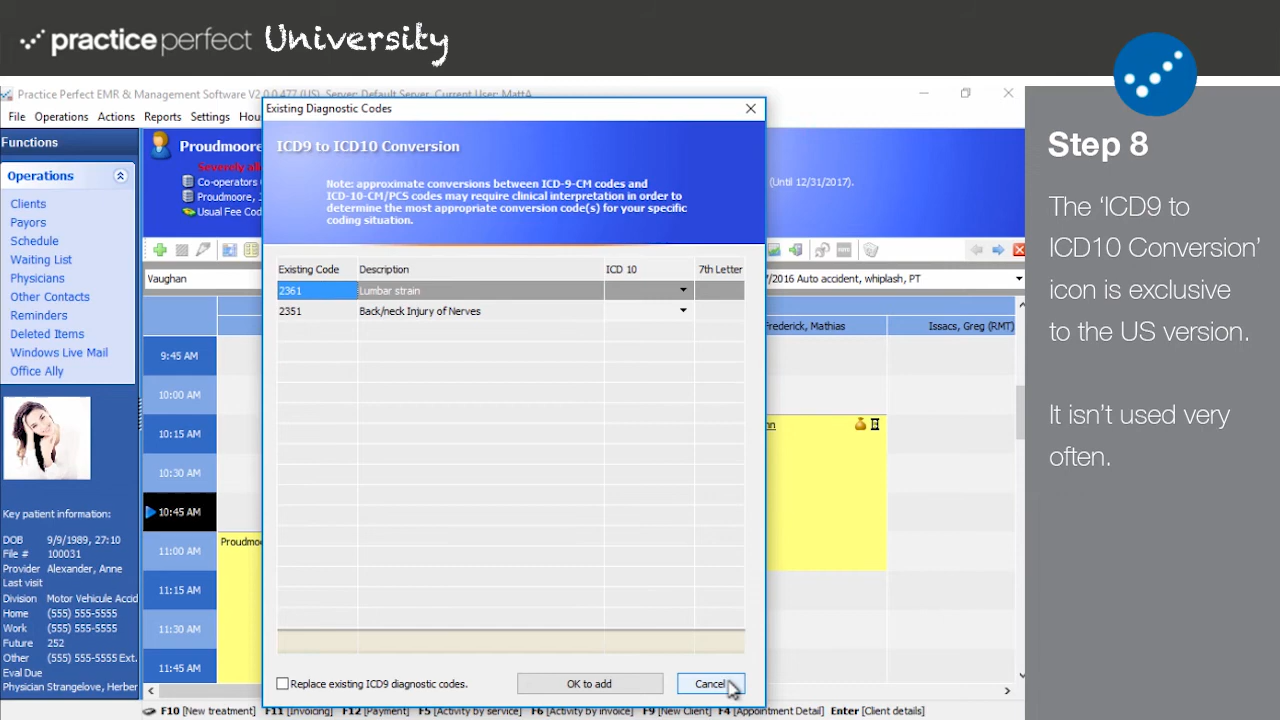 practiceperfect University
Practice Perfect EMR & Management Software V2.0.0.477 (US) Server: Default Server, Current User: MattA
File Operations Actions Reports Settings Hou
Functions
Operations
Clients
Payors
Schedule
Waiting List
Physicians
Other Contacts
Reminders
Deleted Items
Windows Live Mail
Office Ally
Key patient information:
DOB 9/9/1989, 27:10
File # 100031
Provider Alexander, Anne
Last visit
Division Motor Vehicule Accid
Home (555) 555-5555
Work (555) 555-5555
Future 252
Other (555) 555-5555 Ext.
Eval Due
Physician Strangelove, Herber
Proudmoore
Severely all
Co-operators
Proudmoore,
Usual Fee Cod
(Until 12/31/2017).
Vaughan
/2016 Auto accident, whiplash, PT
Frederick, Mathias
Issacs, Greg (RMT)
9:45 AM
10:00 AM
10:15 AM
10:30 AM
10:45 AM
11:00 AM
11:15 AM
11:30 AM
11:45 AM
Proudmoo
nn
Existing Diagnostic Codes
ICD9 to ICD10 Conversion
Note: approximate conversions between ICD-9-CM codes and
ICD-10-CM/PCS codes may require clinical interpretation in order to
determine the most appropriate conversion code(s) for your specific
coding situation.
Existing Code Description ICD 10 7th Letter
2361 Lumbar strain
2351 Back/neck Injury of Nerves
Replace existing ICD9 diagnostic codes.
OK to add
Cancel
F10 [New treatment] F11 [Invoicing] F12 [Payment] F5 [Activity by service] F6 [Activity by invoice] F9 [New Client] F4 [Appointment Detail] Enter [Client details]
Step 8
The ‘ICD9 to
ICD10 Conversion’
icon is exclusive
to the US version.
It isn’t used very
often.